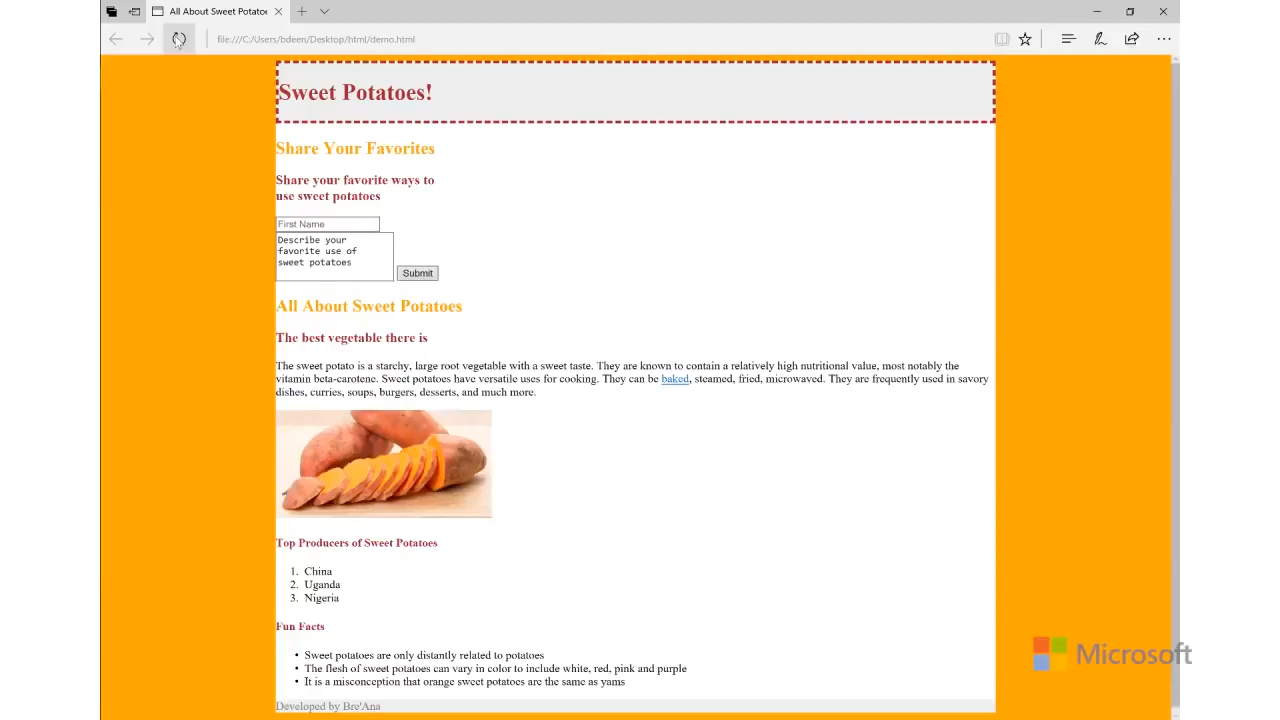 All About Sweet Potatoe
file:///C:/Users/bdeen/Desktop/html/demo.html
Sweet Potatoes!
Share Your Favorites
Share your favorite ways to
use sweet potatoes
First Name
Describe your
favorite use of
sweet potatoes
Submit
All About Sweet Potatoes
The best vegetable there is
The sweet potato is a starchy, large root vegetable with a sweet taste. They are known to contain a relatively high nutritional value, most notably the
vitamin beta-carotene. Sweet potatoes have versatile uses for cooking. They can be baked, steamed, fried, microwaved. They are frequently used in savory
dishes, curries, soups, burgers, desserts, and much more.
Top Producers of Sweet Potatoes
1. China
2. Uganda
3. Nigeria
Fun Facts
• Sweet potatoes are only distantly related to potatoes
• The flesh of sweet potatoes can vary in color to include white, red, pink and purple
• It is a misconception that orange sweet potatoes are the same as yams
Microsoft
Developed by Bre'Ana